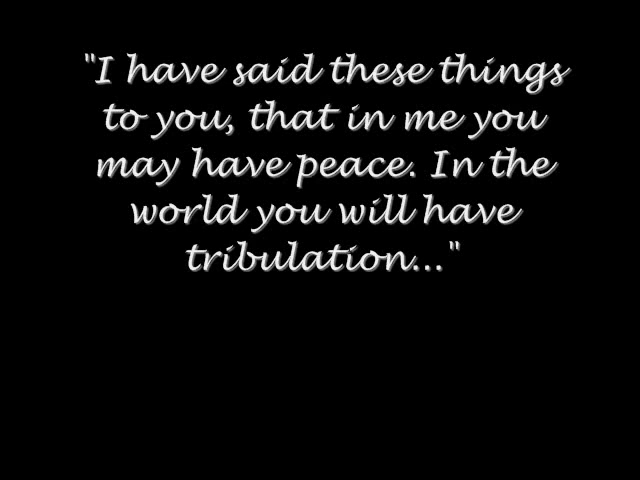 "I have said these things
to you, that in me you
may have peace. In the
world you will have
tribulation..."